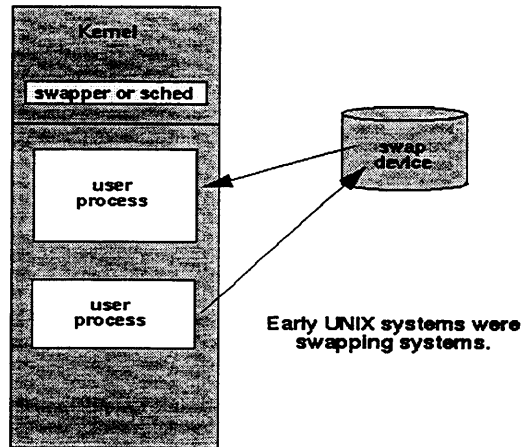 Kernel
swapper or sched
swap
device
user
process
user
process
Early UNIX systems were
swapping systems.